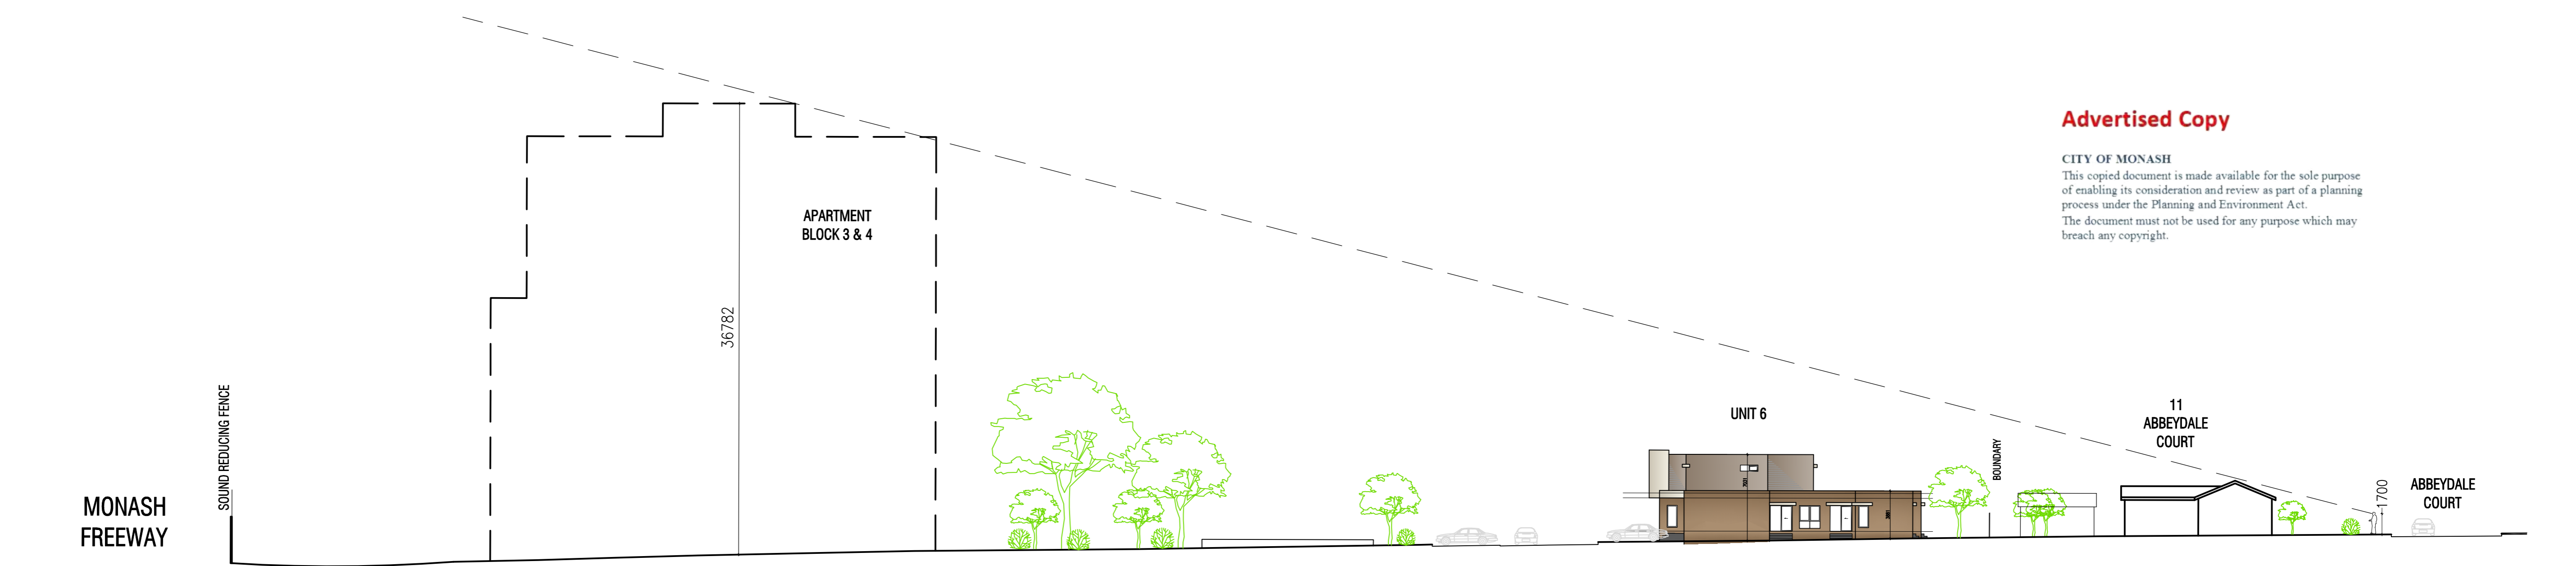 Advertised Copy
CITY OF MONASH
This copied document is made available for the sole purpose
of enabling its consideration and review as part of a planning
process under the Planning and Environment Act.
The document must not be used for any purpose which may
breach any copyright.
APARTMENT
BLOCK 3 & 4
36782
SOUND REDUCING FENCE
MONASH
FREEWAY
UNIT 6
BOUNDARY
11
ABBEYDALE
COURT
1700
ABBEYDALE
COURT